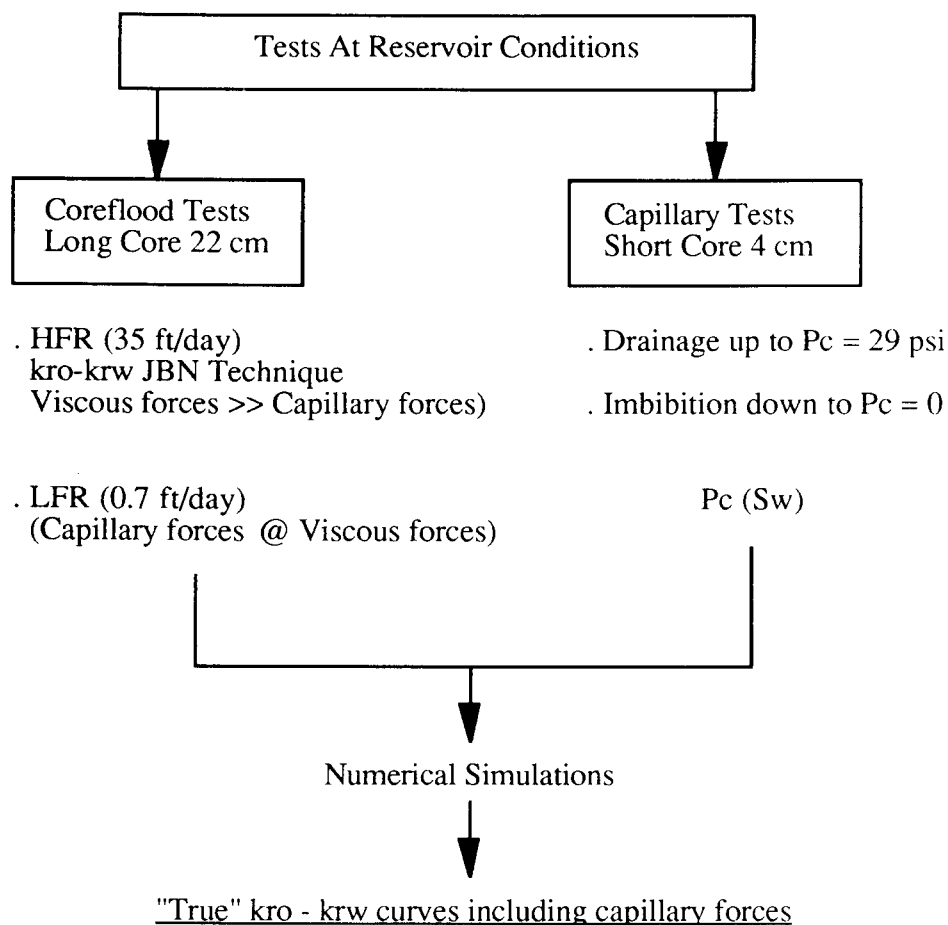 Tests At Reservoir Conditions
Coreflood Tests
Long Core 22 cm
Capillary Tests
Short Core 4 cm
. HFR (35 ft/day)
kro-krw JBN Technique
Viscous forces >> Capillary forces)
. LFR (0.7 ft/day)
(Capillary forces @ Viscous forces)
. Drainage up to Pc = 29 psi
. Imbibition down to Pc = 0
Pc (Sw)
Numerical Simulations
"True" kro - krw curves including capillary forces